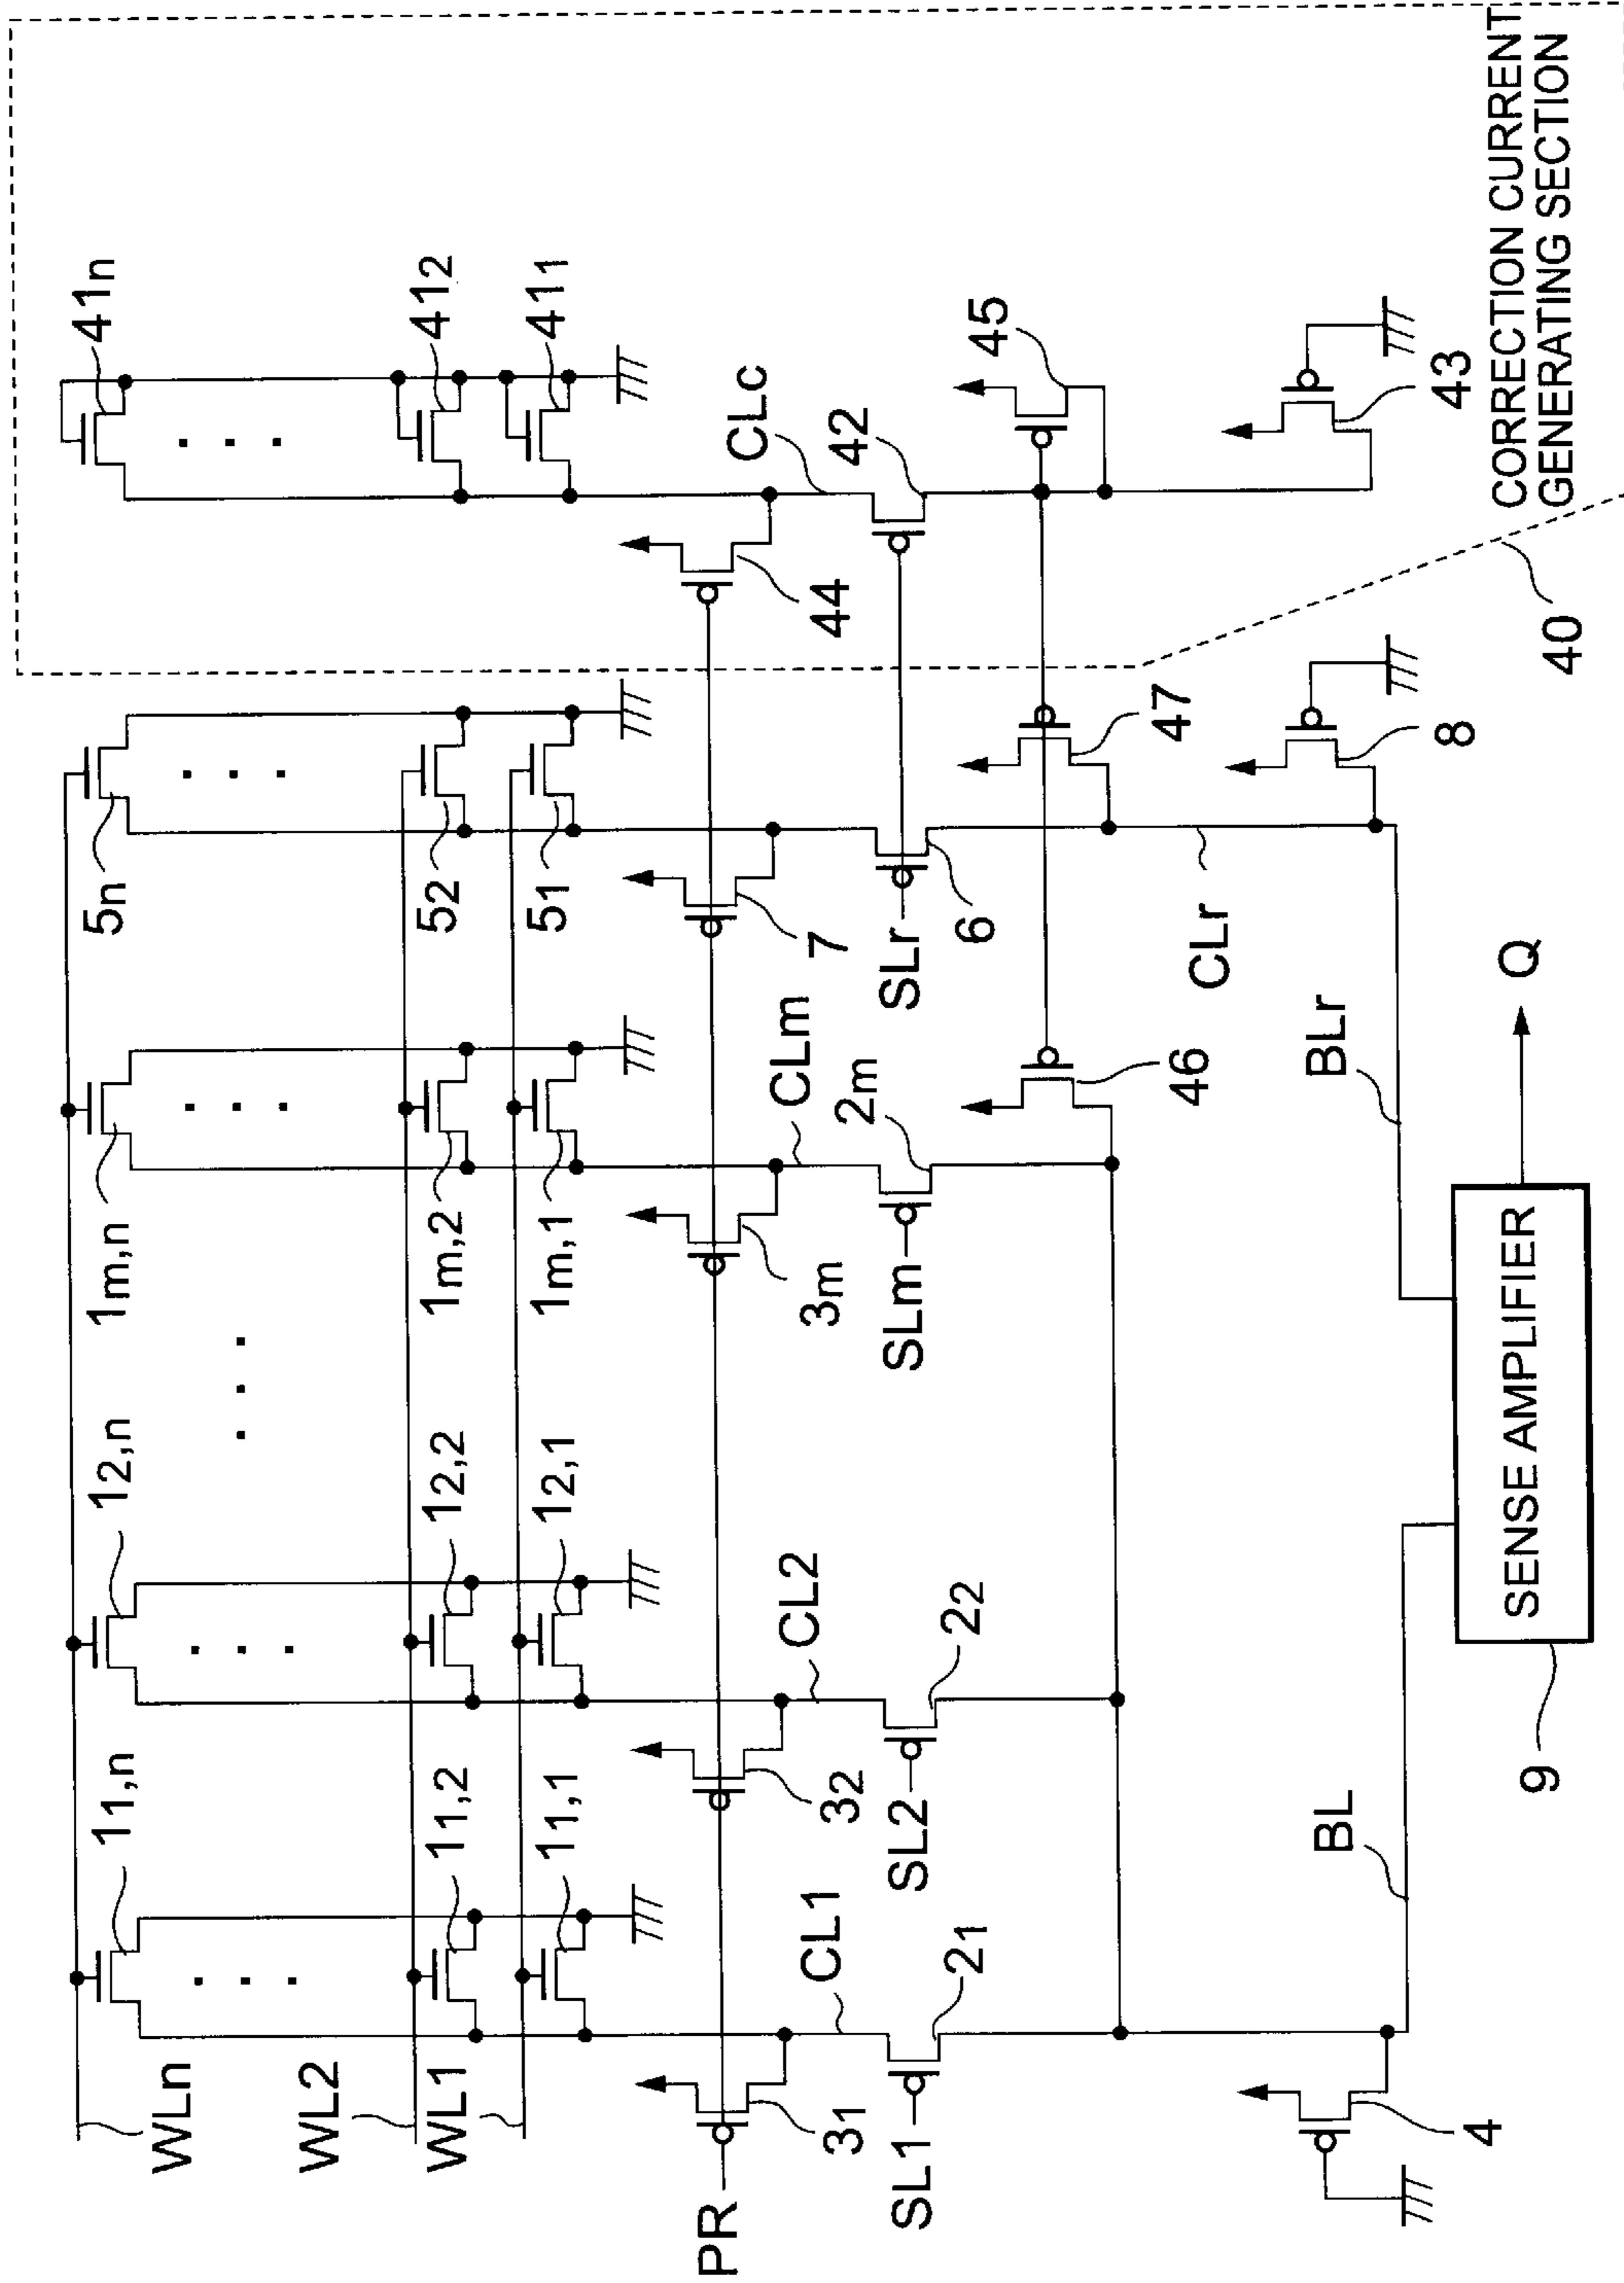 WLn
WL2
WL1
PR
11,n
12,n
1m,n
5n
41n
11,2
12,2
1m,2
52
412
11,1
12,1
1m,1
51
411
31
32
3m
7
44
CL1
CL2
CLm
CLc
SL1
SL2
SLm
SLr
21
22
2m
6
42
46
47
45
CLr
4
8
43
BL
BLr
40
9
SENSE AMPLIFIER
Q
CORRECTION CURRENT
GENERATING SECTION